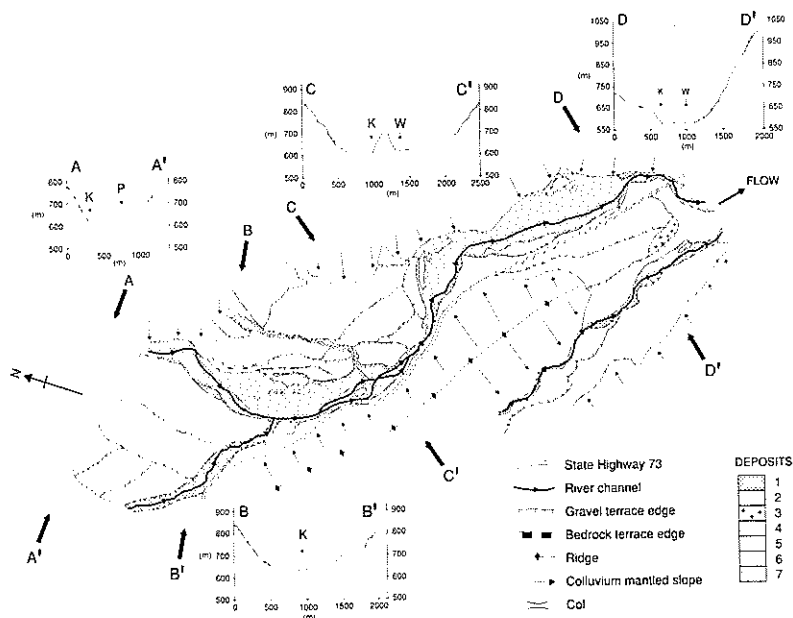 D D'
1050 1050
950 950
850 850
(m) (m)
750 750
K W
650 650
550 550
0 1000 2000
(m)
C C'
900 900
800 800
K W
700 700
(m) (m)
600 600
500 500
0 500 1000 1500 2000 2500
(m)
A A'
P
800 800
K
700 700
(m) (m)
600 600
500 500
0 1000
(m)
D
FLOW
C
B
A
N
D'
C'
A'
B'
B B'
900 900
K
800 800
(m) (m)
700 700
600 600
500 500
0 500 1000 1500 2000
(m)
State Highway 73
River channel
Gravel terrace edge
Bedrock terrace edge
Ridge
Colluvium mantled slope
Col
DEPOSITS
1
2
3
4
5
6
7